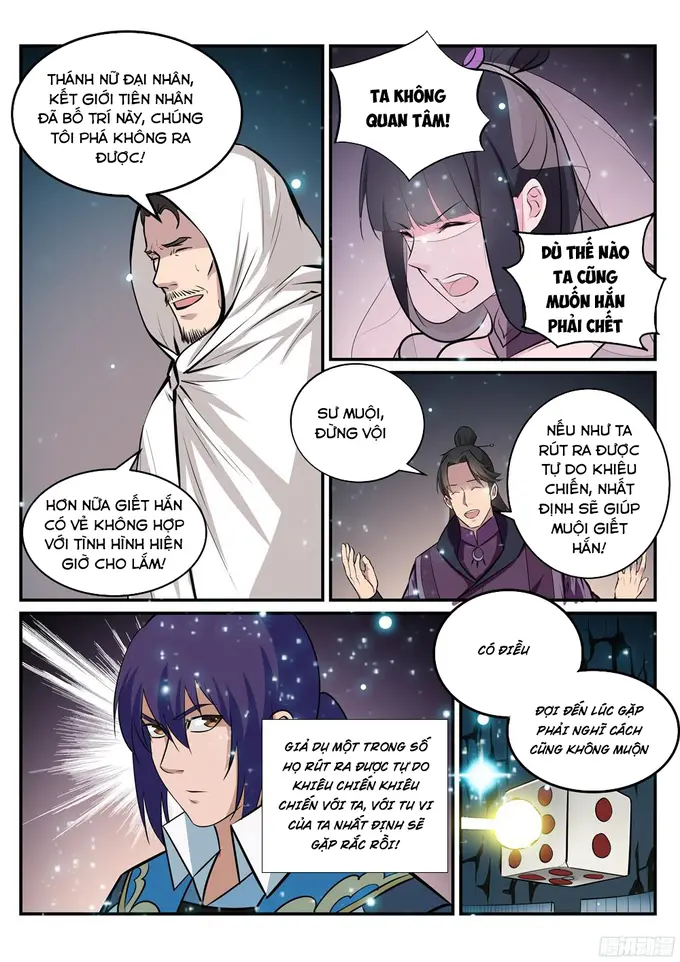 THÁNH NỮ ĐẠI NHÂN,
KẾT GIỚI TIÊN NHÂN
ĐÃ BỐ TRÍ NÀY, CHÚNG
TÔI PHÁ KHÔNG RA
ĐƯỢC!
TA KHÔNG
QUAN TÂM!
DÙ THẾ NÀO
TA CŨNG
MUỐN HẮN
PHẢI CHẾT
HƠN NỮA GIẾT HẮN
CÓ VẺ KHÔNG HỢP
VỚI TÌNH HÌNH HIỆN
GIỜ CHO LẮM!
SƯ MUỘI,
ĐỪNG VỘI
NẾU NHƯ TA
RÚT RA ĐƯỢC
TỰ DO KHIÊU
CHIẾN, NHẤT
ĐỊNH SẼ GIÚP
MUỘI GIẾT
HẮN!
GIẢ DỤ MỘT TRONG SỐ
HỌ RÚT RA ĐƯỢC TỰ DO
KHIÊU CHIẾN KHIÊU
CHIẾN VỚI TA, VỚI TU VI
CỦA TA NHẤT ĐỊNH SẼ
GẶP RẮC RỒI!
CÓ ĐIỀU
ĐỢI ĐẾN LÚC GẶP
PHẢI NGHĨ CÁCH
CŨNG KHÔNG MUỘN
腾讯动漫